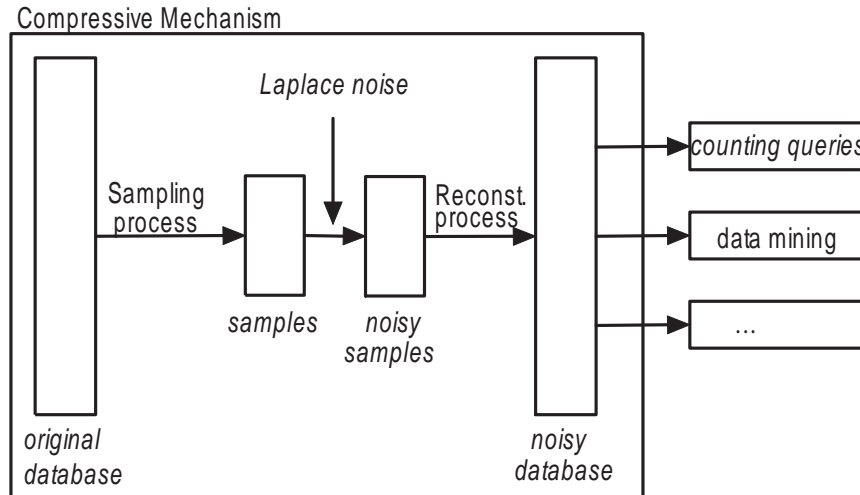 Compressive Mechanism
Laplace noise
counting queries
Sampling
process
Reconst.
process
data mining
samples
noisy
samples
...
original
database
noisy
database